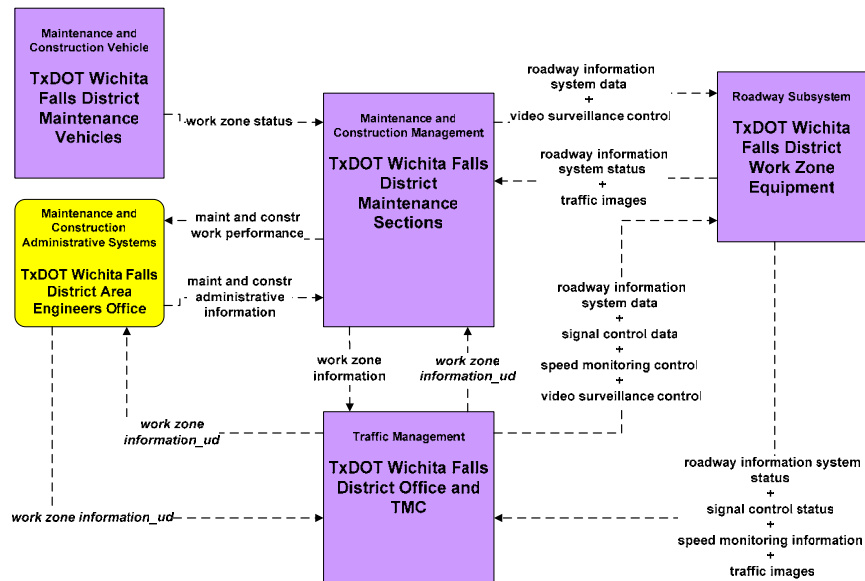 Maintenance and
Construction Vehicle
TxDOT Wichita
Falls District
Maintenance
Vehicles
work zone status
Maintenance and
Construction Management
TxDOT Wichita Falls
District
Maintenance
Sections
roadway information
system data
+
video surveillance control
roadway information
system status
+
traffic images
Roadway Subsystem
TxDOT Wichita
Falls District
Work Zone
Equipment
Maintenance and
Construction
Administrative Systems
TxDOT Wichita Falls
District Area
Engineers Office
maint and constr
work performance
maint and constr
administrative
information
roadway information
system data
+
signal control data
+
speed monitoring control
+
video surveillance control
work zone
information
work zone
information_ud
work zone
information_ud
Traffic Management
TxDOT Wichita Falls
District Office and
TMC
work zone information_ud
roadway information system
status
+
signal control status
+
speed monitoring information
+
traffic images